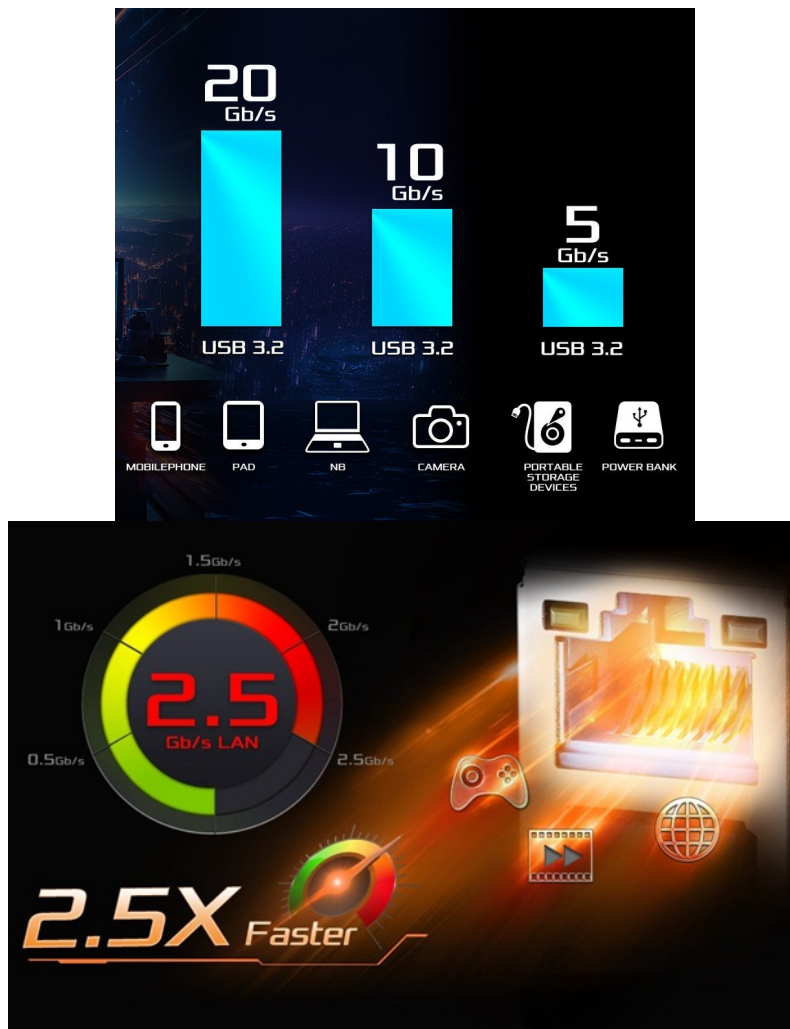 20
Gb/s
10
Gb/s
5
Gb/s
USB 3.2
USB 3.2
USB 3.2
MOBILEPHONE
PAD
NB
CAMERA
PORTABLE
STORAGE
DEVICES
POWER BANK
1.5Gb/s
1Gb/s
2Gb/s
2.5
Gb/s LAN
0.5Gb/s
2.5Gb/s
2.5X Faster